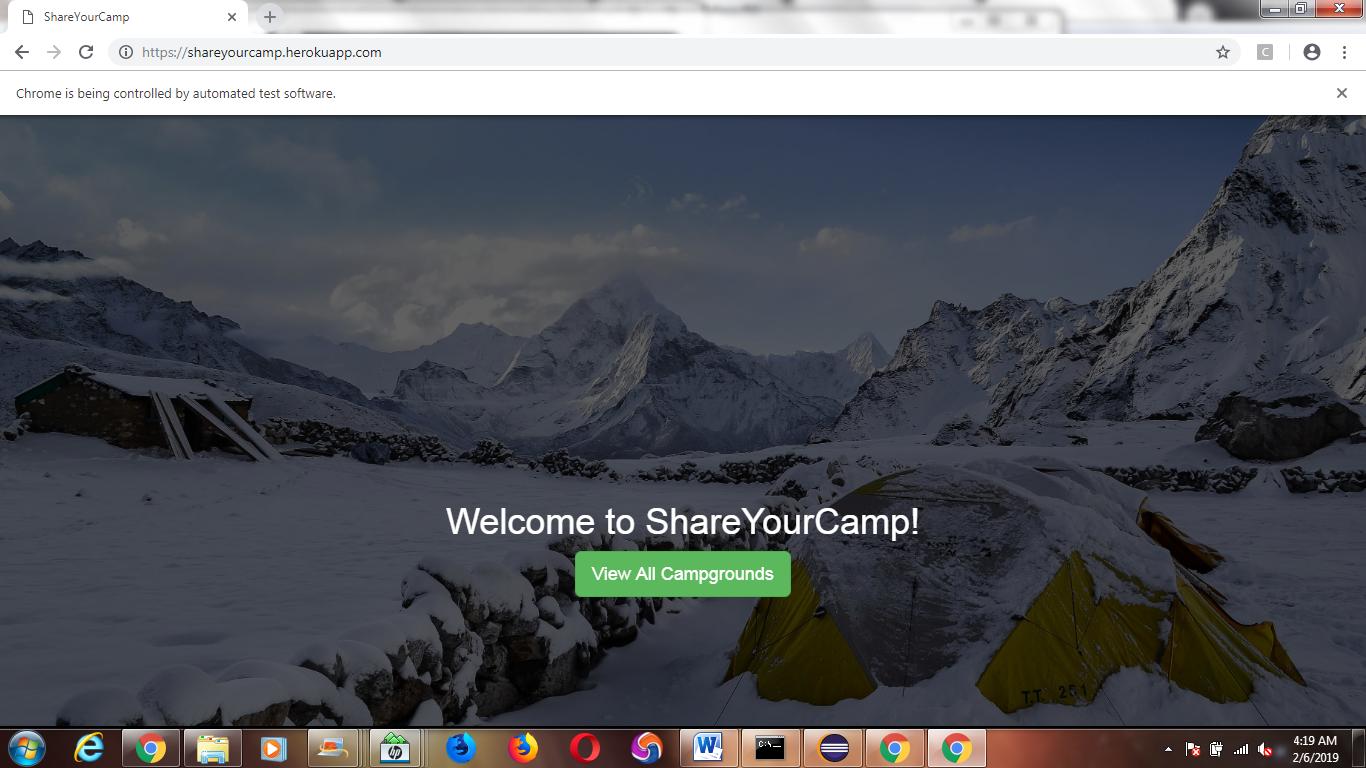 ShareYourCamp
https://shareyourcamp.herokuapp.com
C
Chrome is being controlled by automated test software.
Welcome to ShareYourCamp!
View All Campgrounds
T.T. 251
hp
W
C:\
4:19 AM
2/6/2019